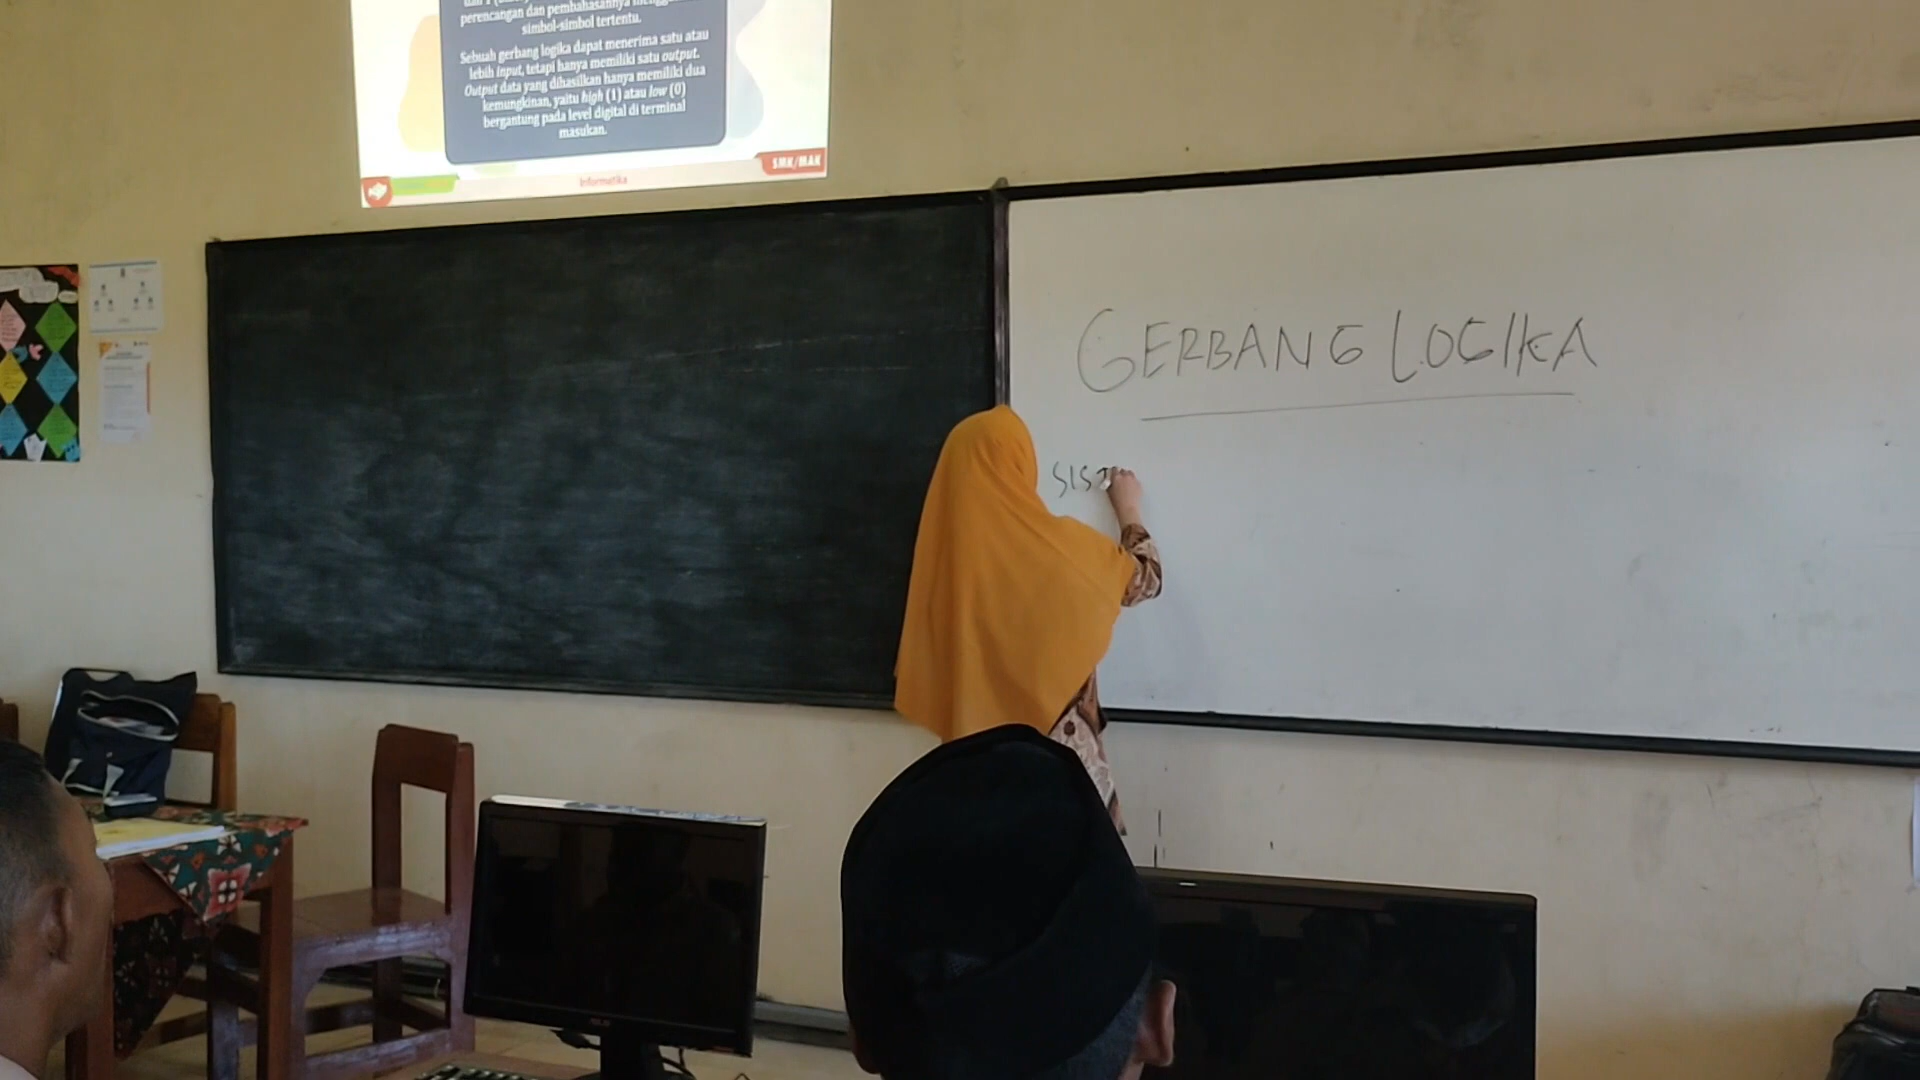 perencangan dan pembahasannya
simbol-simbol tertentu.
Sebuah gerbang logika dapat menerima satu atau
lebih input, tetapi hanya memiliki satu output.
Output data yang dihasilkan hanya memiliki dua
kemungkinan, yaitu high (1) atau low (0)
bergantung pada level digital di terminal
masukan.
Informatika
SMK/MAK
GERBANG LOGIKA
SIST